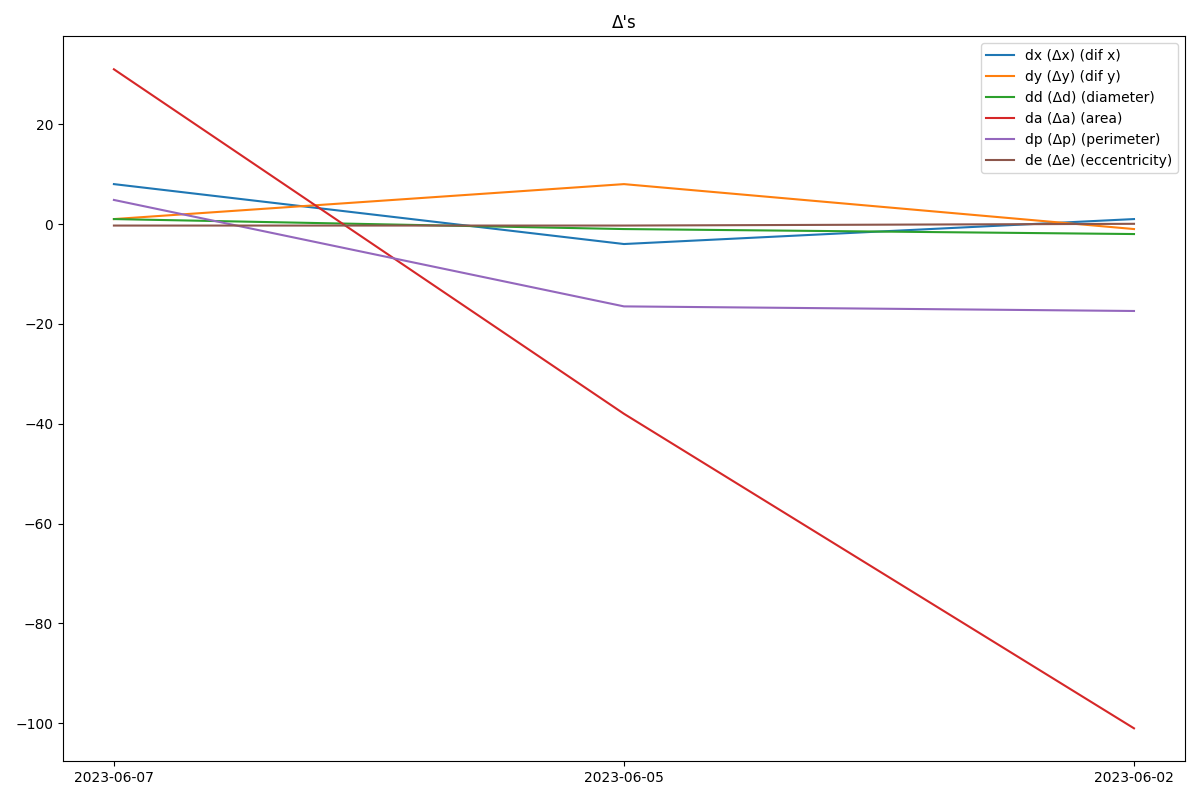 Δ's
dx (Δx) (dif x)
dy (Δy) (dif y)
dd (Δd) (diameter)
da (Δa) (area)
dp (Δp) (perimeter)
de (Δe) (eccentricity)
20
0
−20
−40
−60
−80
−100
2023-06-07 2023-06-05 2023-06-02